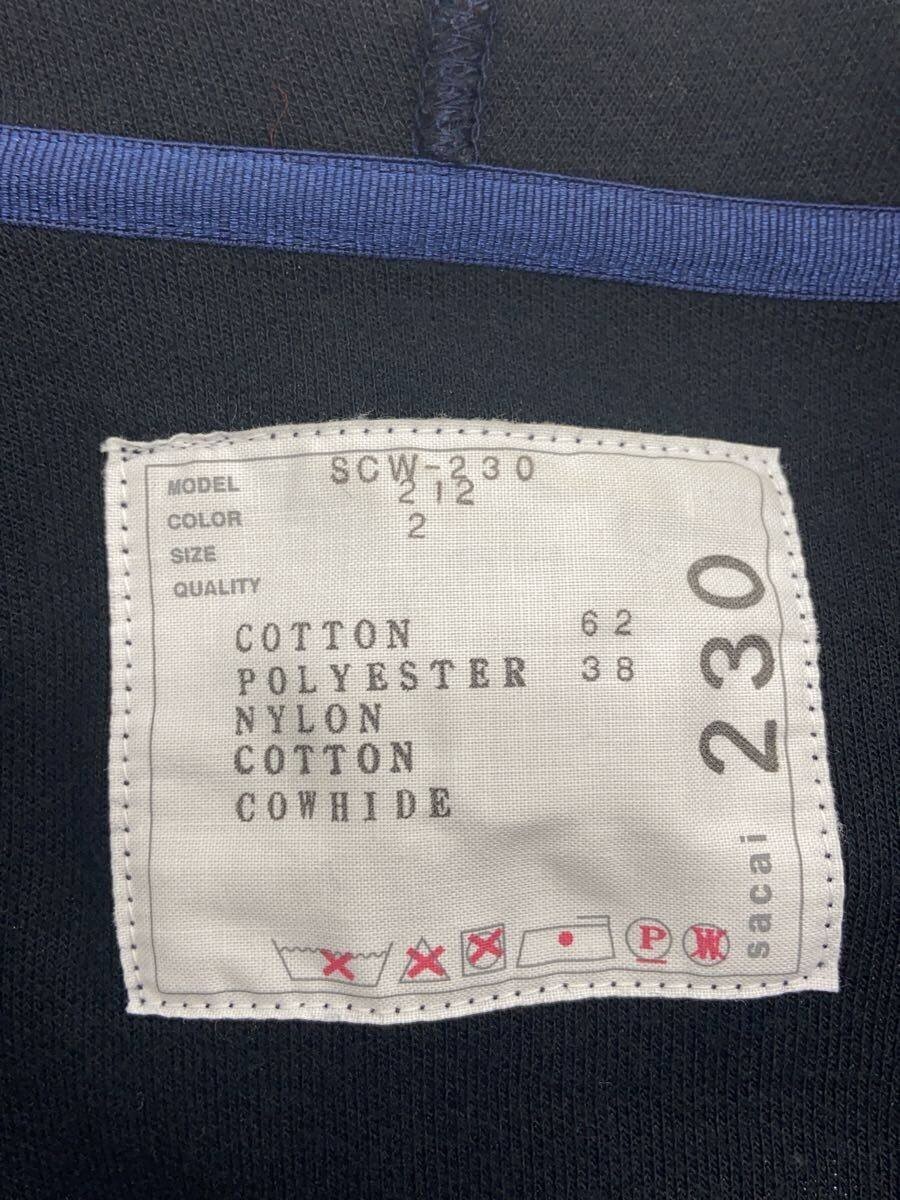 MODEL SCW-230
COLOR 212
SIZE 2
QUALITY
COTTON 62
POLYESTER 38
NYLON
COTTON
COWHIDE
P
W
sacai 230